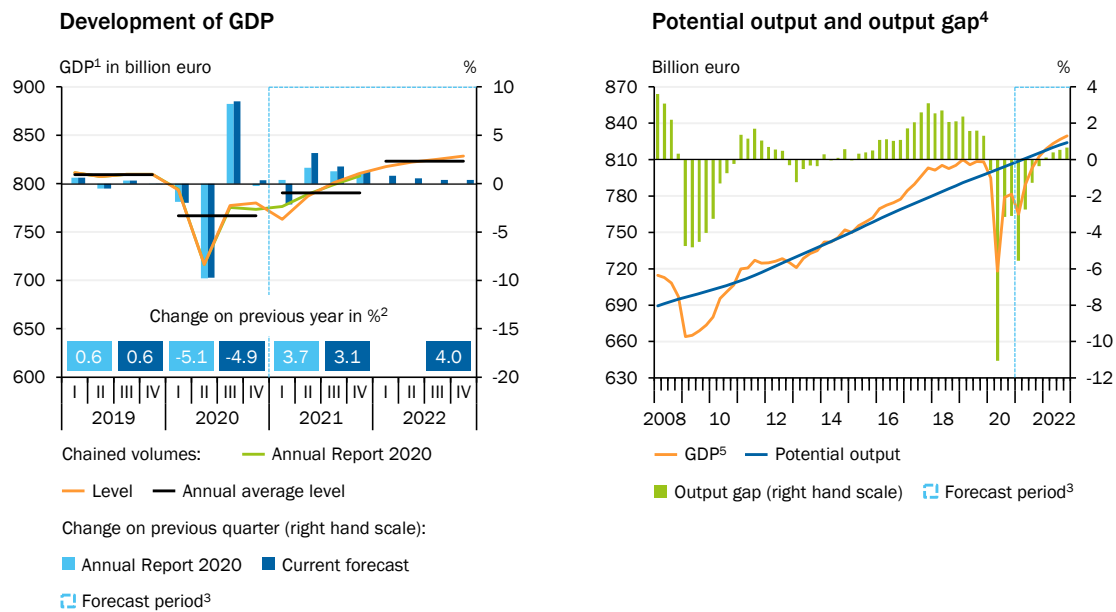 Development of GDP
GDP1 in billion euro
%
900
850
800
750
700
650
600
10
5
0
-5
-10
-15
-20
Change on previous year in %2
0.6 0.6 -5.1 -4.9 3.7 3.1 4.0
I II III IV I II III IV I II III IV I II III IV
2019 2020 2021 2022
Chained volumes: Annual Report 2020
Level Annual average level
Change on previous quarter (right hand scale):
Annual Report 2020 Current forecast
Forecast period3
Potential output and output gap4
Billion euro
%
870
840
810
780
750
720
690
660
630
4
2
0
-2
-4
-6
-8
-10
-12
2008 10 11 12 13 14 15 16 17 18 19 20 2022
GDP5 Potential output
Output gap (right hand scale) Forecast period3